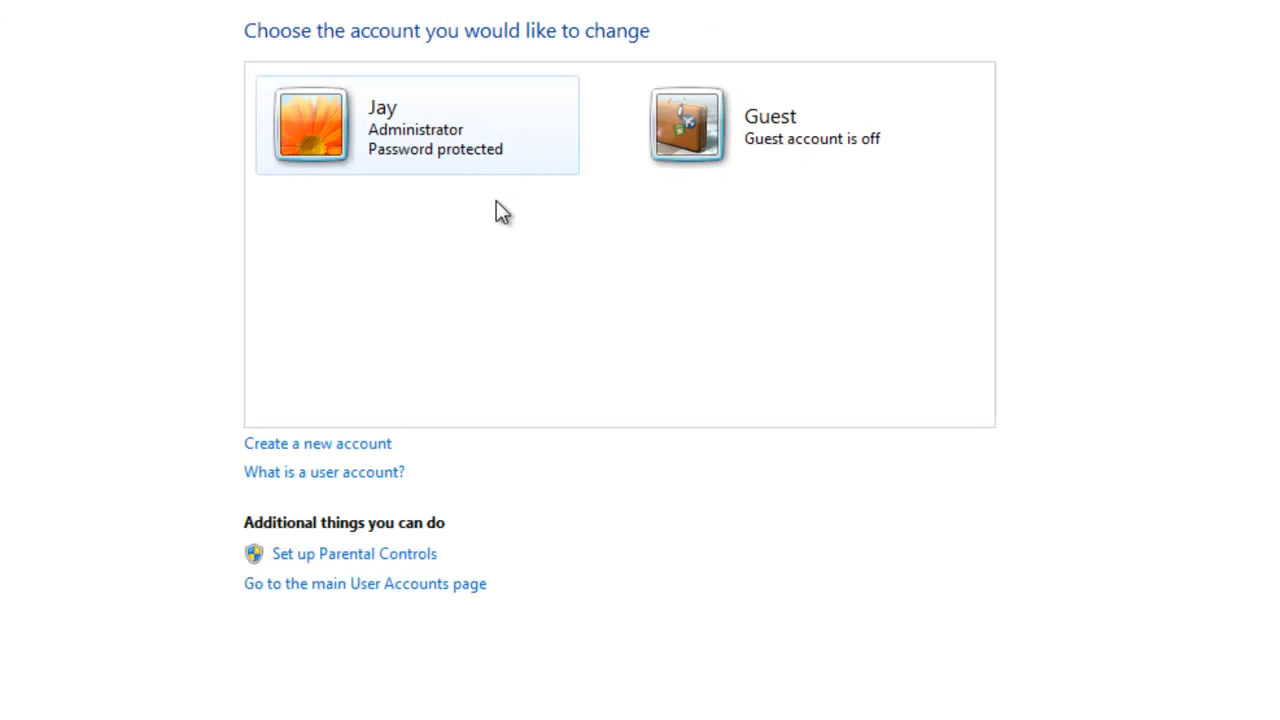 Choose the account you would like to change
Jay
Administrator
Password protected
Guest
Guest account is off
Create a new account
What is a user account?
Additional things you can do
Set up Parental Controls
Go to the main User Accounts page